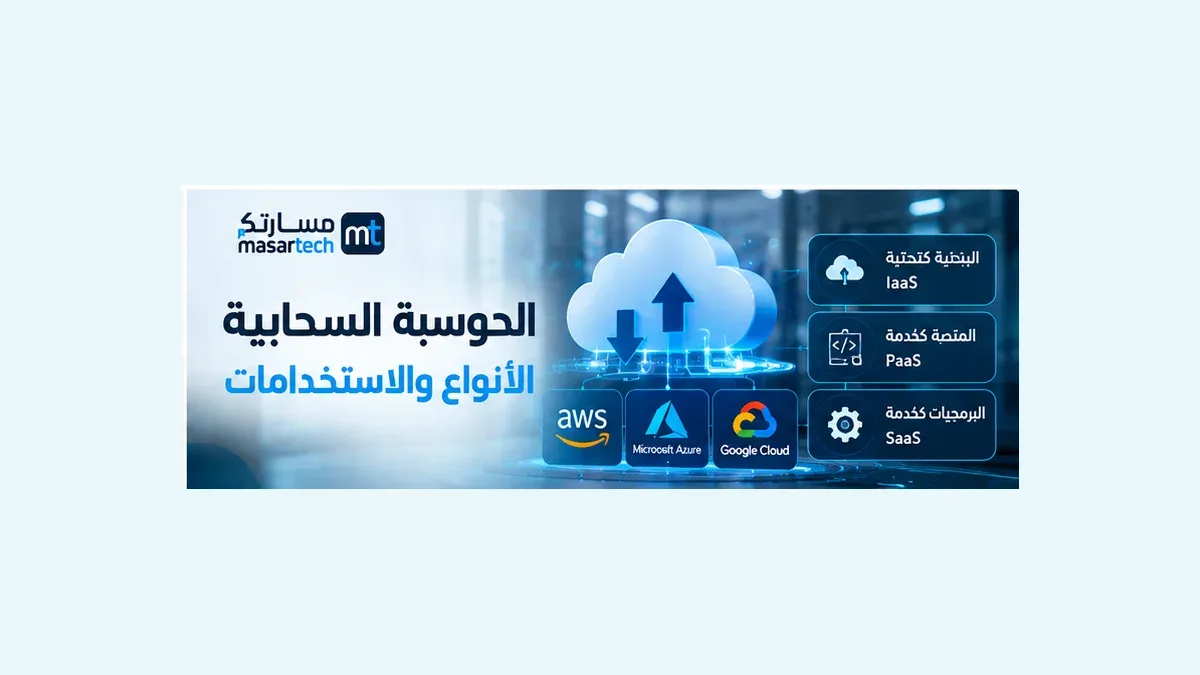 مسارتك
masartech
mt
الحوسبة السحابية
الأنواع والاستخدامات
البنضية كتحتية
IaaS
المنصة كخدمة
PaaS
البرمجيات كخدمة
SaaS
aws
Microsoft Azure
Google Cloud